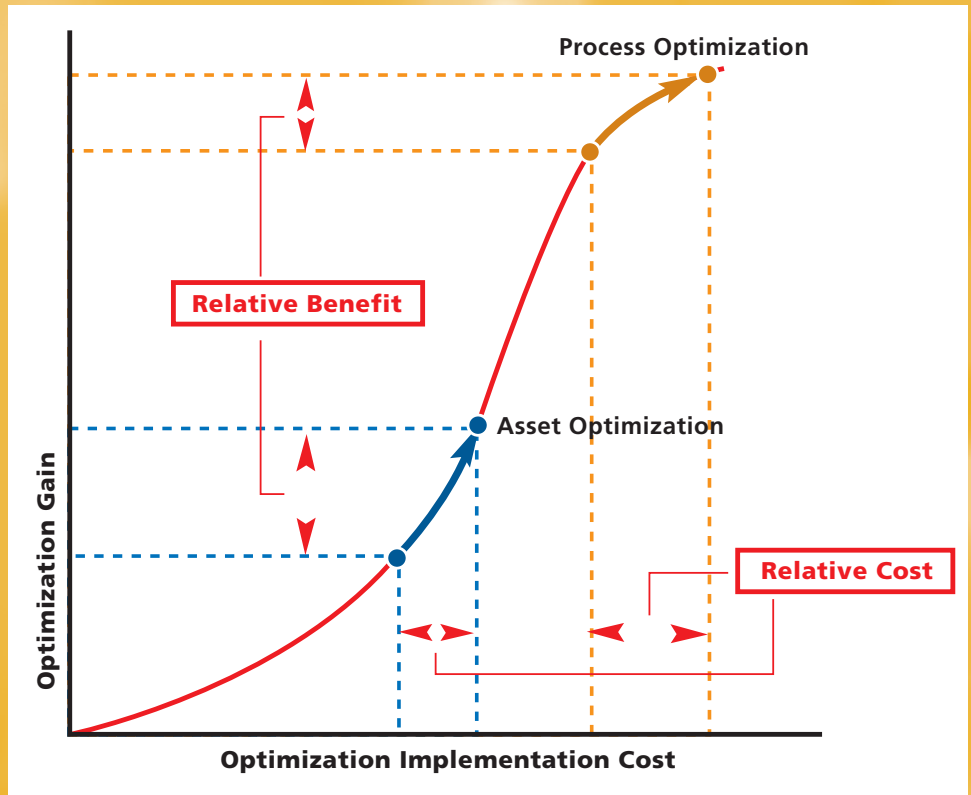 Process Optimization
Relative Benefit
Asset Optimization
Optimization Gain
Relative Cost
Optimization Implementation Cost